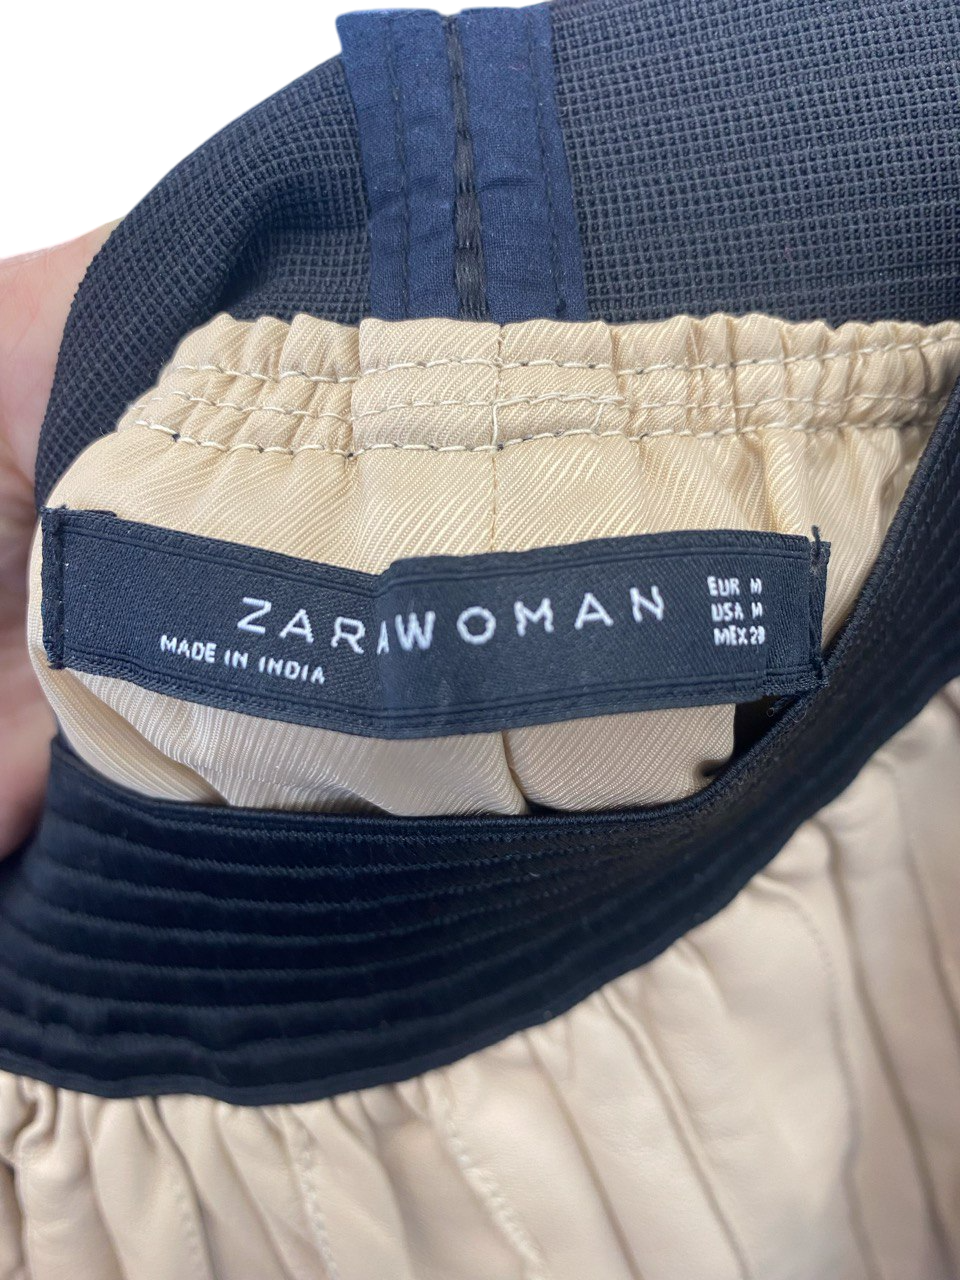 ZARA WOMAN
MADE IN INDIA
EUR M
USA M
MEX 28